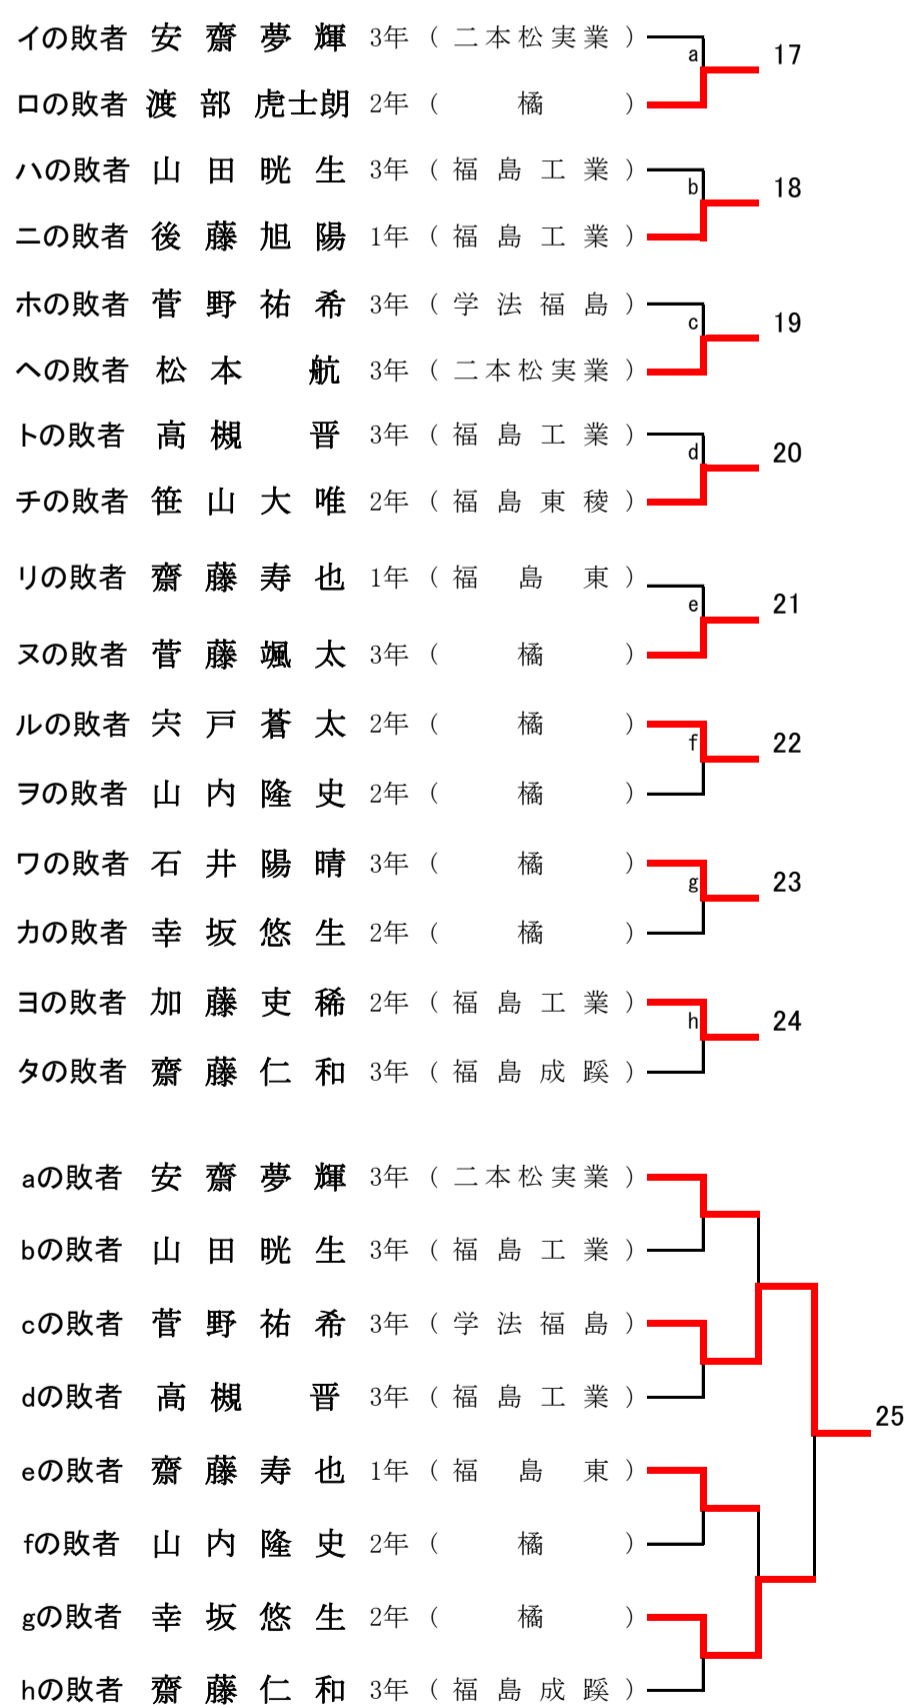 イの敗者 安齋夢輝 3年 (二本松実業) a 17
ロの敗者 渡部虎士朗 2年 (橘)
ハの敗者 山田晄生 3年 (福島工業) b 18
ニの敗者 後藤旭陽 1年 (福島工業)
ホの敗者 菅野祐希 3年 (学法福島) c 19
ヘの敗者 松本航 3年 (二本松実業)
トの敗者 高槻晋 3年 (福島工業) d 20
チの敗者 笹山大唯 2年 (福島東稜)
リの敗者 齋藤寿也 1年 (福島東) e 21
ヌの敗者 菅藤颯太 3年 (橘)
ルの敗者 宍戸蒼太 2年 (橘) f 22
ヲの敗者 山内隆史 2年 (橘)
ワの敗者 石井陽晴 3年 (橘) g 23
カの敗者 幸坂悠生 2年 (橘)
ヨの敗者 加藤吏稀 2年 (福島工業) h 24
タの敗者 齋藤仁和 3年 (福島成蹊)
aの敗者 安齋夢輝 3年 (二本松実業)
bの敗者 山田晄生 3年 (福島工業)
cの敗者 菅野祐希 3年 (学法福島)
dの敗者 高槻晋 3年 (福島工業)
25
eの敗者 齋藤寿也 1年 (福島東)
fの敗者 山内隆史 2年 (橘)
gの敗者 幸坂悠生 2年 (橘)
hの敗者 齋藤仁和 3年 (福島成蹊)